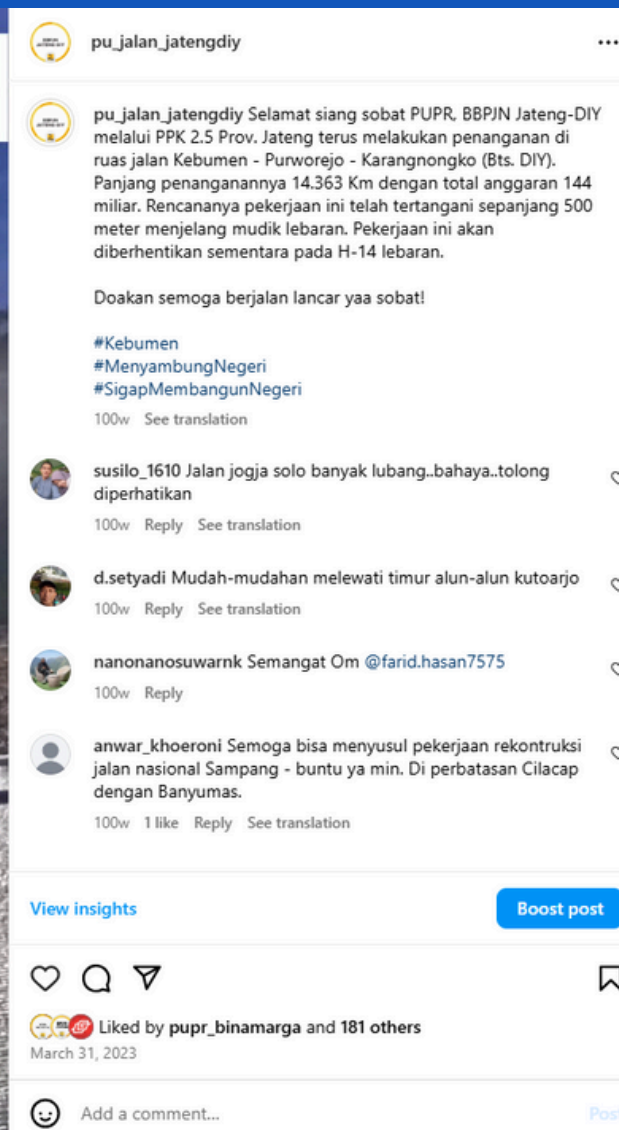 pu_jalan_jatengdiy
pu_jalan_jatengdiy Selamat siang sobat PUPR, BBPJN Jateng-DIY
melalui PPK 2.5 Prov. Jateng terus melakukan penanganan di
ruas jalan Kebumen - Purworejo - Karangnongko (Bts. DIY).
Panjang penanganannya 14.363 Km dengan total anggaran 144
miliar. Rencananya pekerjaan ini telah tertangani sepanjang 500
meter menjelang mudik lebaran. Pekerjaan ini akan
diberhentikan sementara pada H-14 lebaran.
Doakan semoga berjalan lancar yaa sobat!
#Kebumen
#MenyambungNegeri
#SigapMembangunNegeri
100w See translation
susilo_1610 Jalan jogja solo banyak lubang..bahaya..tolong
diperhatikan
100w Reply See translation
d.setyadi Mudah-mudahan melewati timur alun-alun kutoarjo
100w Reply See translation
nanonanosuwarnk Semangat Om @farid.hasan7575
100w Reply
anwar_khoeroni Semoga bisa menyusul pekerjaan rekontruksi
jalan nasional Sampang - buntu ya min. Di perbatasan Cilacap
dengan Banyumas.
100w 1 like Reply See translation
View insights
Boost post
Liked by pupr_binamarga and 181 others
March 31, 2023
Add a comment...
Post